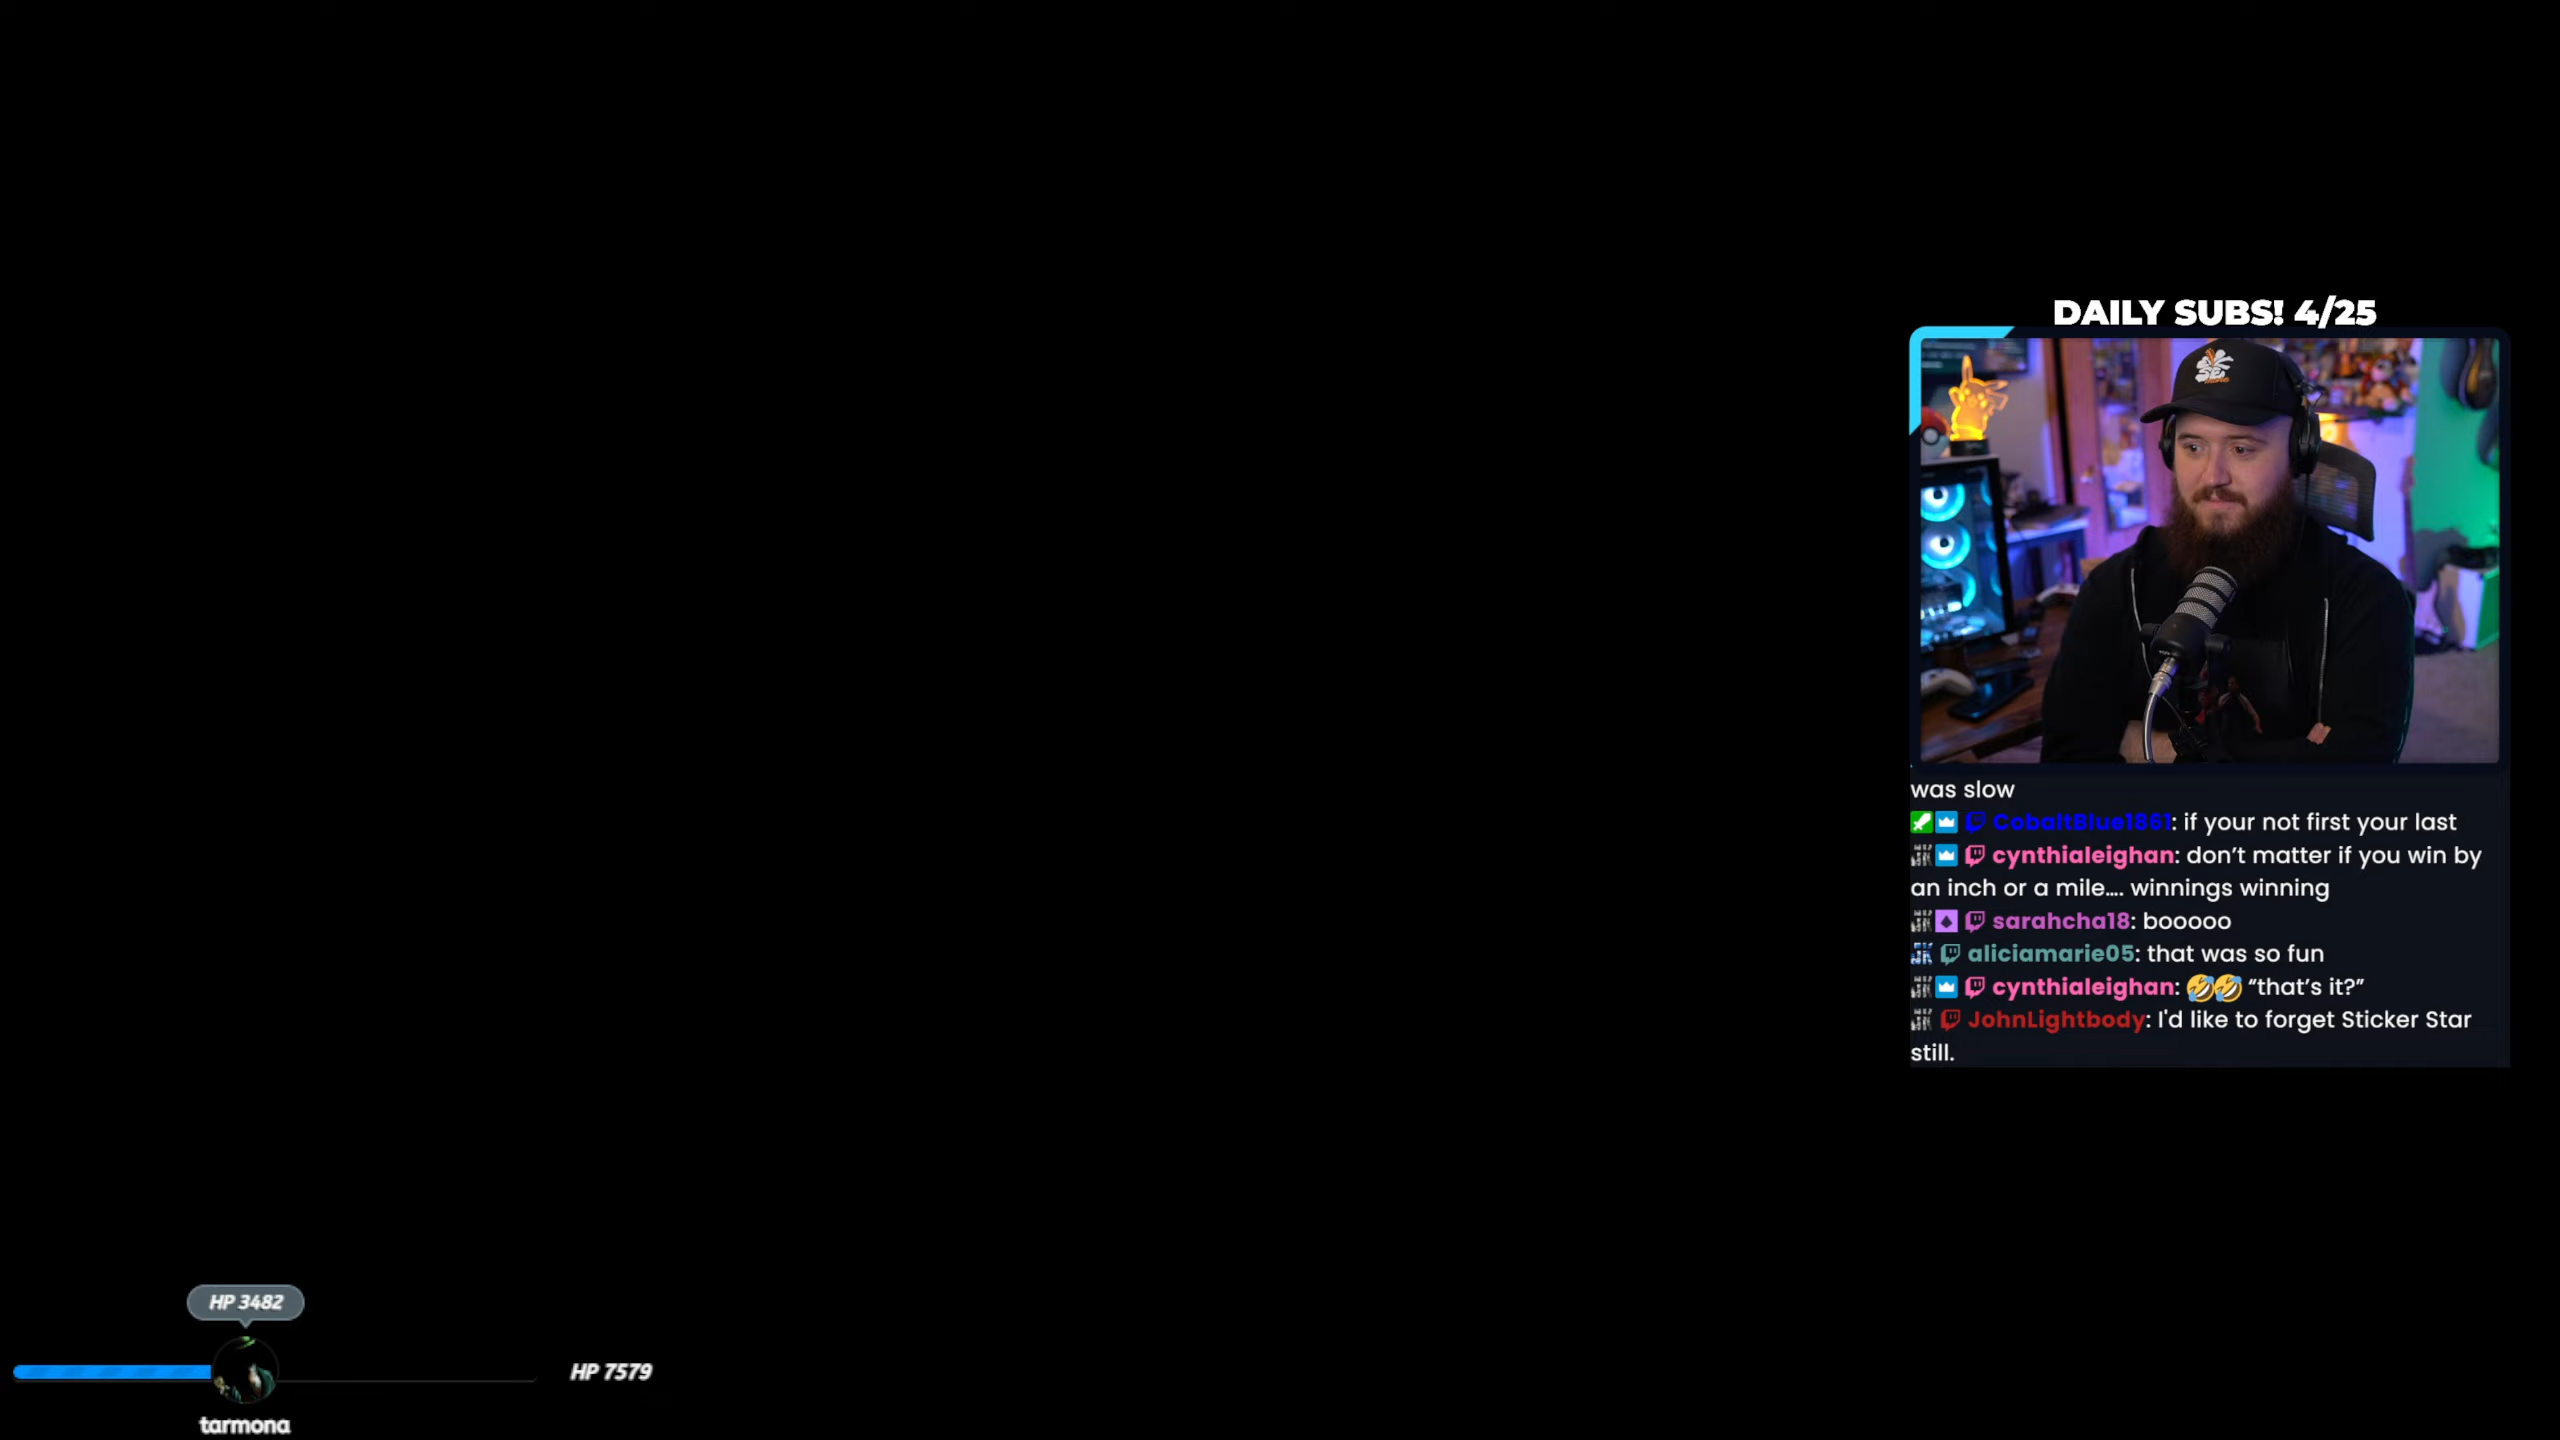 DAILY SUBS! 4/25
was slow
CobaltBlue1861: if your not first your last
cynthialeighan: don’t matter if you win by
an inch or a mile.... winnings winning
sarahcha18: booooo
aliciamarie05: that was so fun
cynthialeighan: 🤣🤣 “that’s it?”
JohnLightbody: I'd like to forget Sticker Star
still.
HP 3482
HP 7579
tarmona